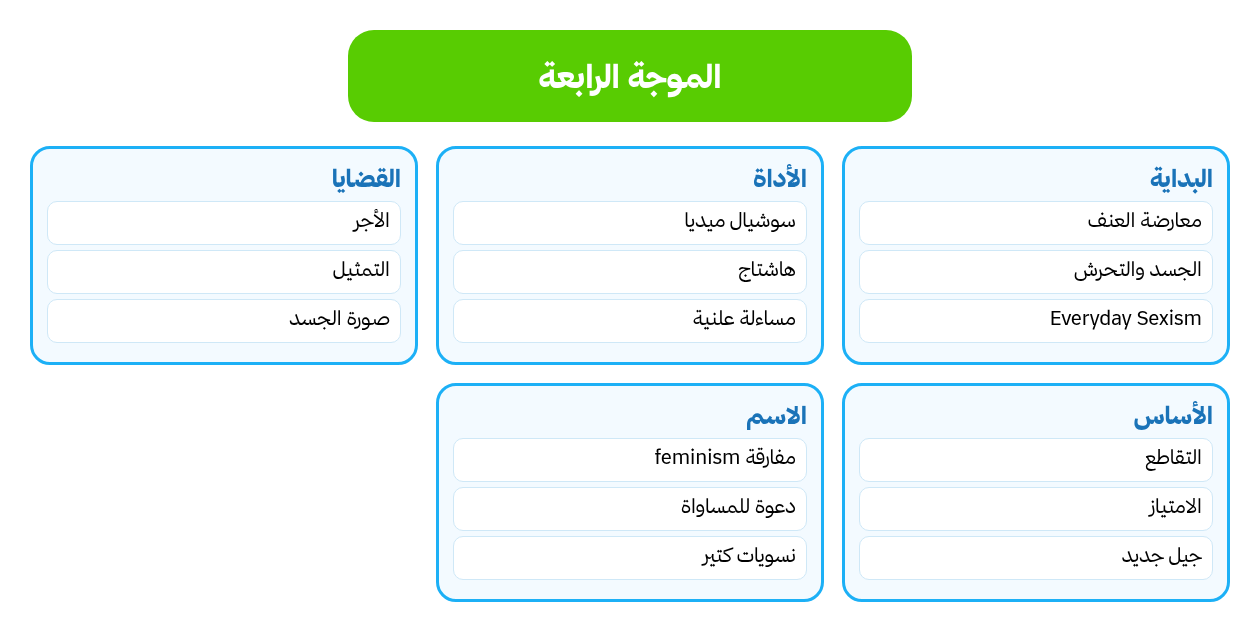 الموجة الرابعة
البداية
معارضة العنف
الجسد والتحرش
Everyday Sexism
الأداة
سوشيال ميديا
هاشتاج
مساءلة علنية
القضايا
الأجر
التمثيل
صورة الجسد
الأساس
التقاطع
الامتياز
جيل جديد
الاسم
مفارقة feminism
دعوة للمساواة
نسويات كتير